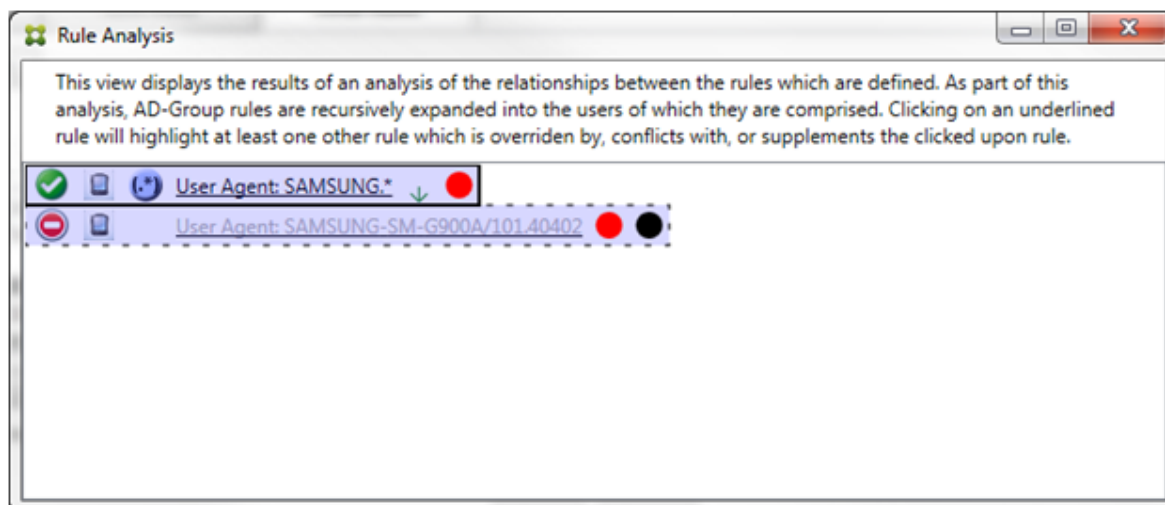 Rule Analysis
This view displays the results of an analysis of the relationships between the rules which are defined. As part of this
analysis, AD-Group rules are recursively expanded into the users of which they are comprised. Clicking on an underlined
rule will highlight at least one other rule which is overriden by, conflicts with, or supplements the clicked upon rule.
(.*) User Agent: SAMSUNG.*
User Agent: SAMSUNG-SM-G900A/101.40402